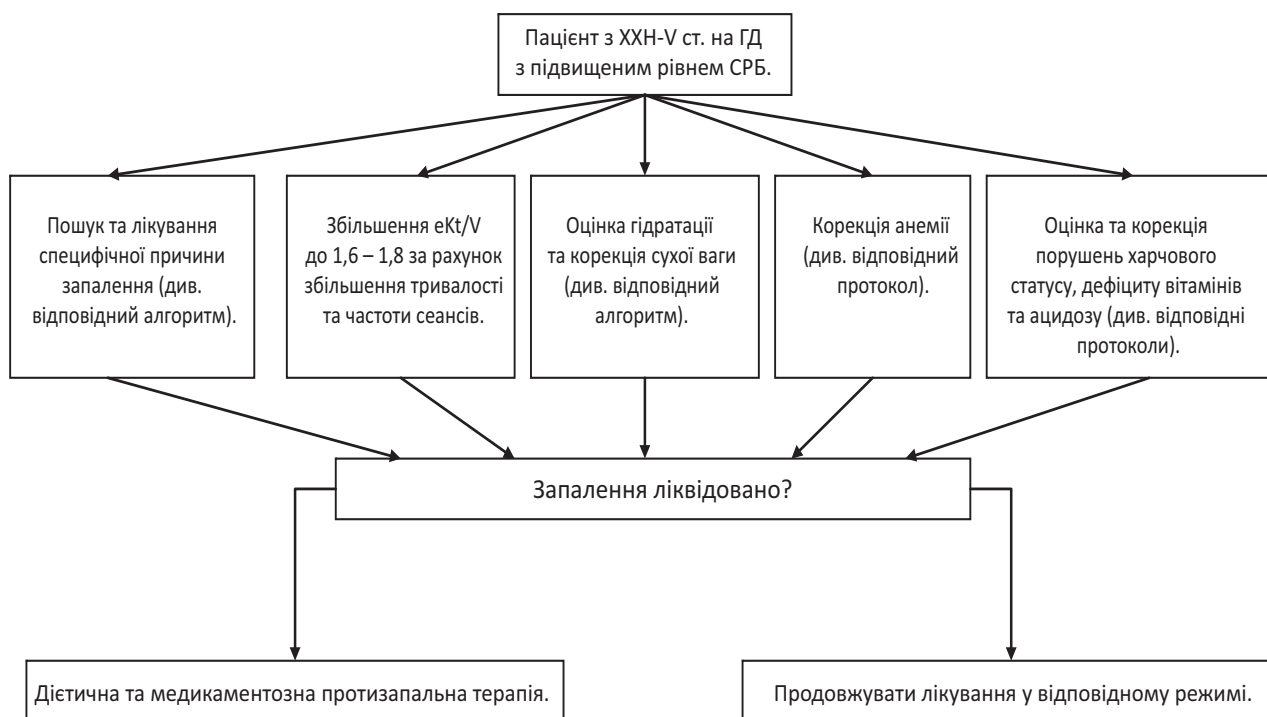 Пацієнт з ХХН-V ст. на ГД
з підвищеним рівнем СРБ.
Пошук та лікування
специфічної причини
запалення (див.
відповідний алгоритм).
Збільшення eKt/V
до 1,6 – 1,8 за рахунок
збільшення тривалості
та частоти сеансів.
Оцінка гідратації
та корекція сухої ваги
(див. відповідний
алгоритм).
Корекція анемії
(див. відповідний
протокол).
Оцінка та корекція
порушень харчового
статусу, дефіциту вітамінів
та ацидозу (див. відповідні
протоколи).
Запалення ліквідовано?
Дієтична та медикаментозна протизапальна терапія.
Продовжувати лікування у відповідному режимі.